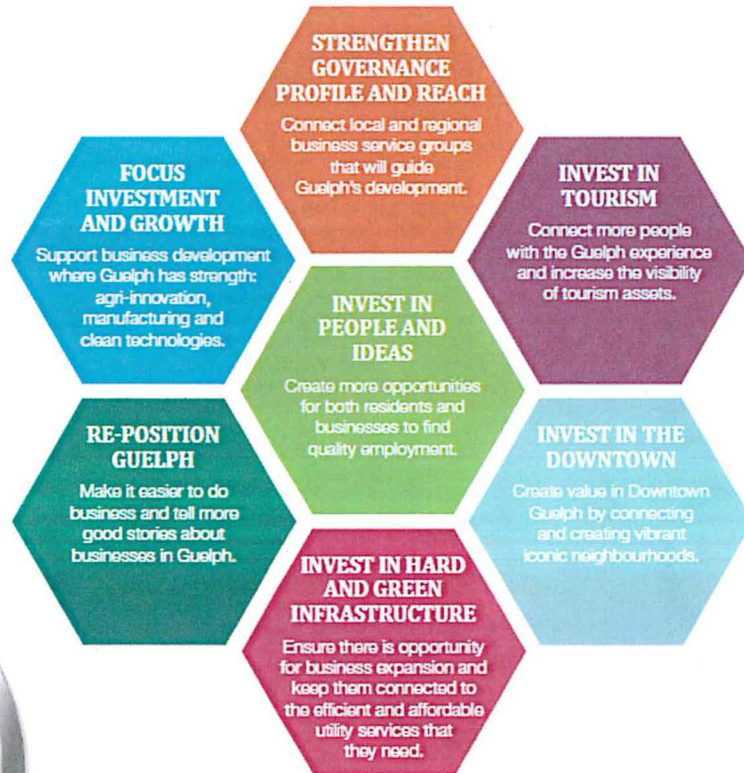 STRENGTHEN
GOVERNANCE
PROFILE AND REACH
Connect local and regional
business service groups
that will guide
Guelph's development.
FOCUS
INVESTMENT
AND GROWTH
Support business development
where Guelph has strength:
agri-innovation,
manufacturing and
clean technologies.
INVEST IN
TOURISM
Connect more people
with the Guelph experience
and increase the visibility
of tourism assets.
INVEST IN
PEOPLE AND
IDEAS
Create more opportunities
for both residents and
businesses to find
quality employment.
RE-POSITION
GUELPH
Make it easier to do
business and tell more
good stories about
businesses in Guelph.
INVEST IN THE
DOWNTOWN
Create value in Downtown
Guelph by connecting
and creating vibrant
iconic neighbourhoods.
INVEST IN HARD
AND GREEN
INFRASTRUCTURE
Ensure there is opportunity
for business expansion and
keep them connected to
the efficient and affordable
utility services that
they need.